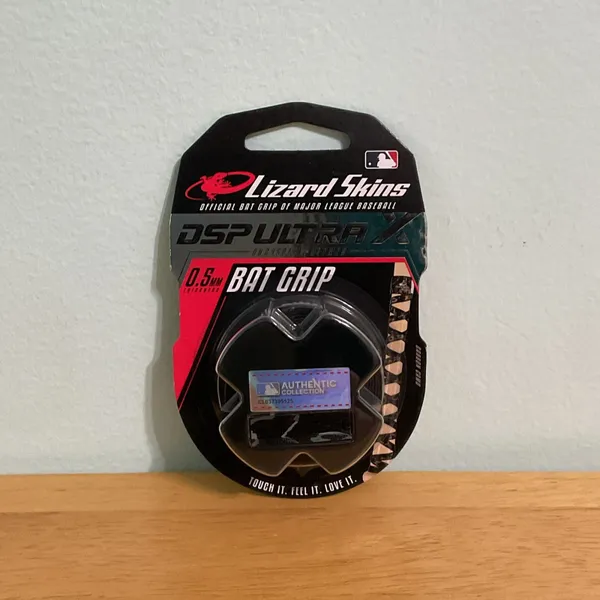 Lizard Skins
OFFICIAL BAT GRIP OF MAJOR LEAGUE BASEBALL
DSP ULTRA X
0.5MM
THICKNESS
BAT GRIP
AUTHENTIC
COLLECTION
TOUCH IT. FEEL IT. LOVE IT.